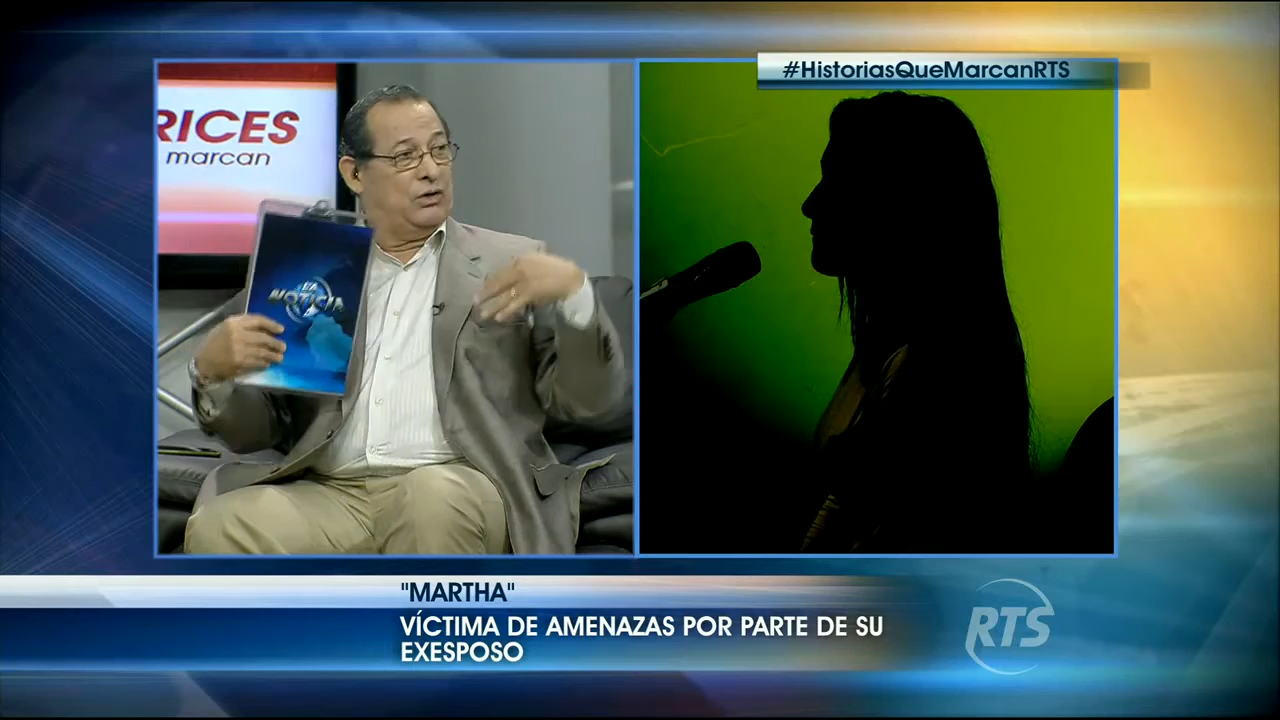 #HistoriasQueMarcanRTS
RICES
marcan
LA
NOTICIA
"MARTHA"
VÍCTIMA DE AMENAZAS POR PARTE DE SU
EXESPOSO
RTS